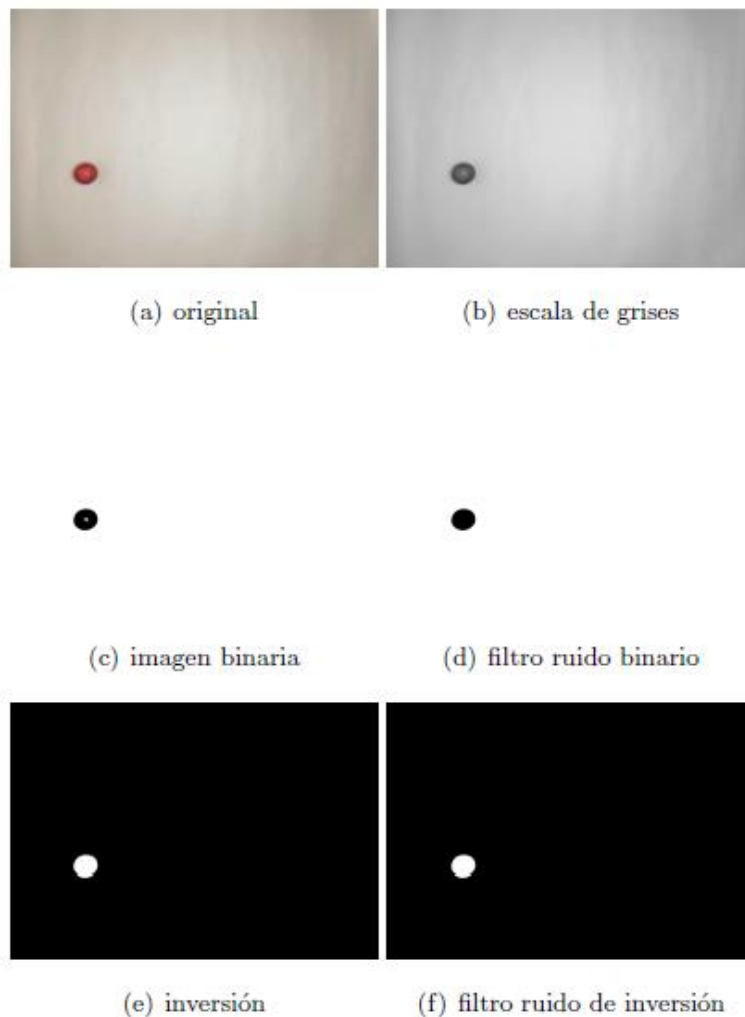 (a) original
(b) escala de grises
(c) imagen binaria
(d) filtro ruido binario
(e) inversión
(f) filtro ruido de inversión